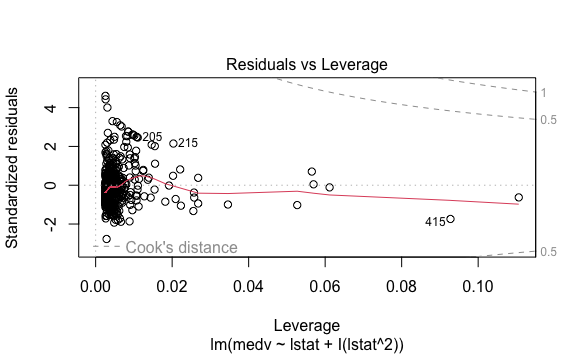 Residuals vs Leverage
Standardized residuals
4
2
0
-2
205
215
415
1
0.5
0.5
Cook's distance
0.00 0.02 0.04 0.06 0.08 0.10
Leverage
lm(medv ~ lstat + I(lstat^2))